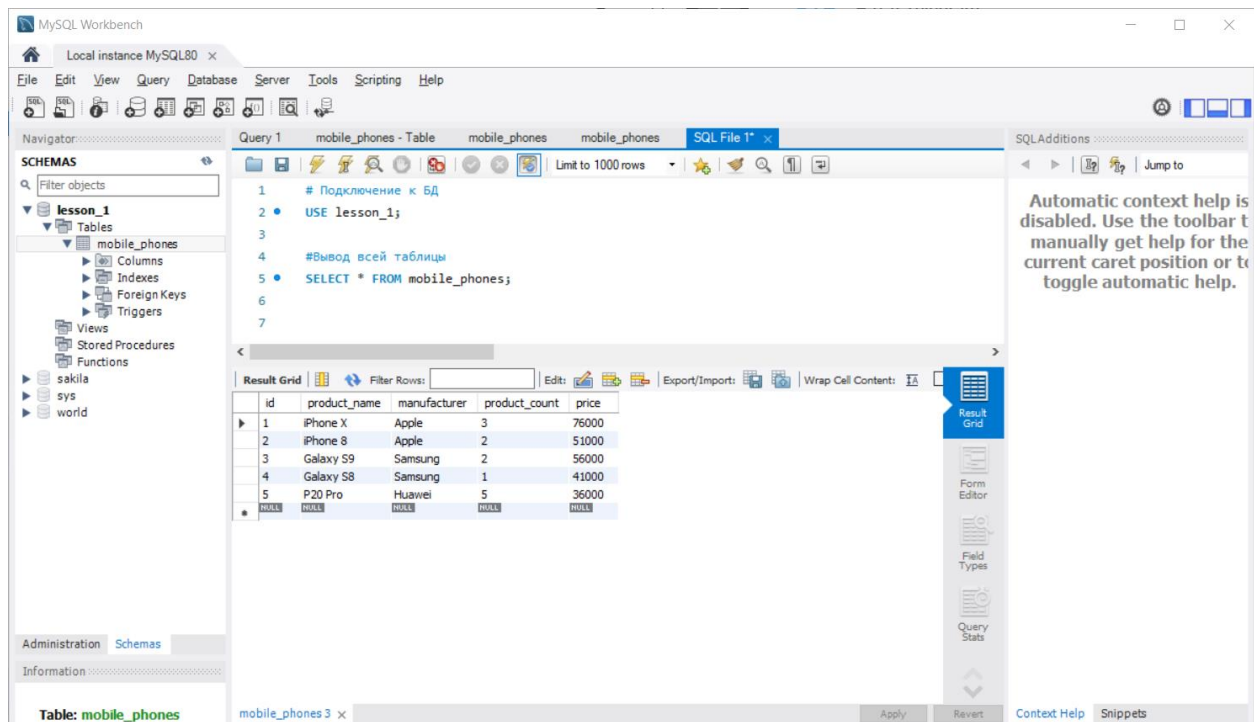 MySQL Workbench
Local instance MySQL80
File Edit View Query Database Server Tools Scripting Help
Navigator
SCHEMAS
Filter objects
lesson_1
Tables
mobile_phones
Columns
Indexes
Foreign Keys
Triggers
Views
Stored Procedures
Functions
sakila
sys
world
Administration Schemas
Information
Table: mobile_phones
Query 1 mobile_phones - Table mobile_phones mobile_phones SQL File 1*
Limit to 1000 rows
1 # Подключение к БД
2 USE lesson_1;
3
4 #Вывод всей таблицы
5 SELECT * FROM mobile_phones;
6
7
Result Grid Filter Rows: Edit: Export/Import: Wrap Cell Content:
id product_name manufacturer product_count price
1 iPhone X Apple 3 76000
2 iPhone 8 Apple 2 51000
3 Galaxy S9 Samsung 2 56000
4 Galaxy S8 Samsung 1 41000
5 P20 Pro Huawei 5 36000
NULL NULL NULL NULL NULL
Result
Grid
Form
Editor
Field
Types
Query
Stats
mobile_phones 3
Apply Revert
SQLAdditions
Jump to
Automatic context help is
disabled. Use the toolbar t
manually get help for the
current caret position or to
toggle automatic help.
Context Help Snippets